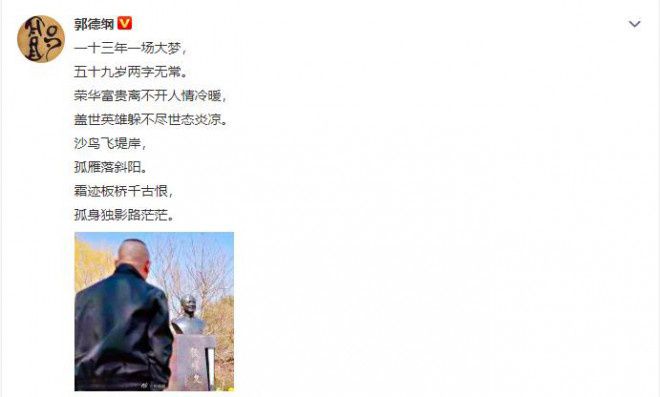 郭德纲
一十三年一场大梦，
五十九岁两字无常。
荣华富贵离不开人情冷暖，
盖世英雄躲不尽世态炎凉。
沙鸟飞堤岸，
孤雁落斜阳。
霜迹板桥千古恨，
孤身独影路茫茫。